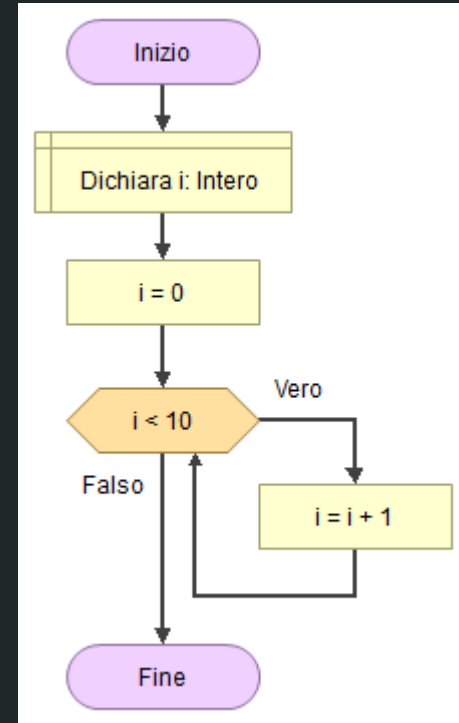 Inizio
Dichiara i: Intero
i = 0
i < 10
Vero
Falso
i = i + 1
Fine